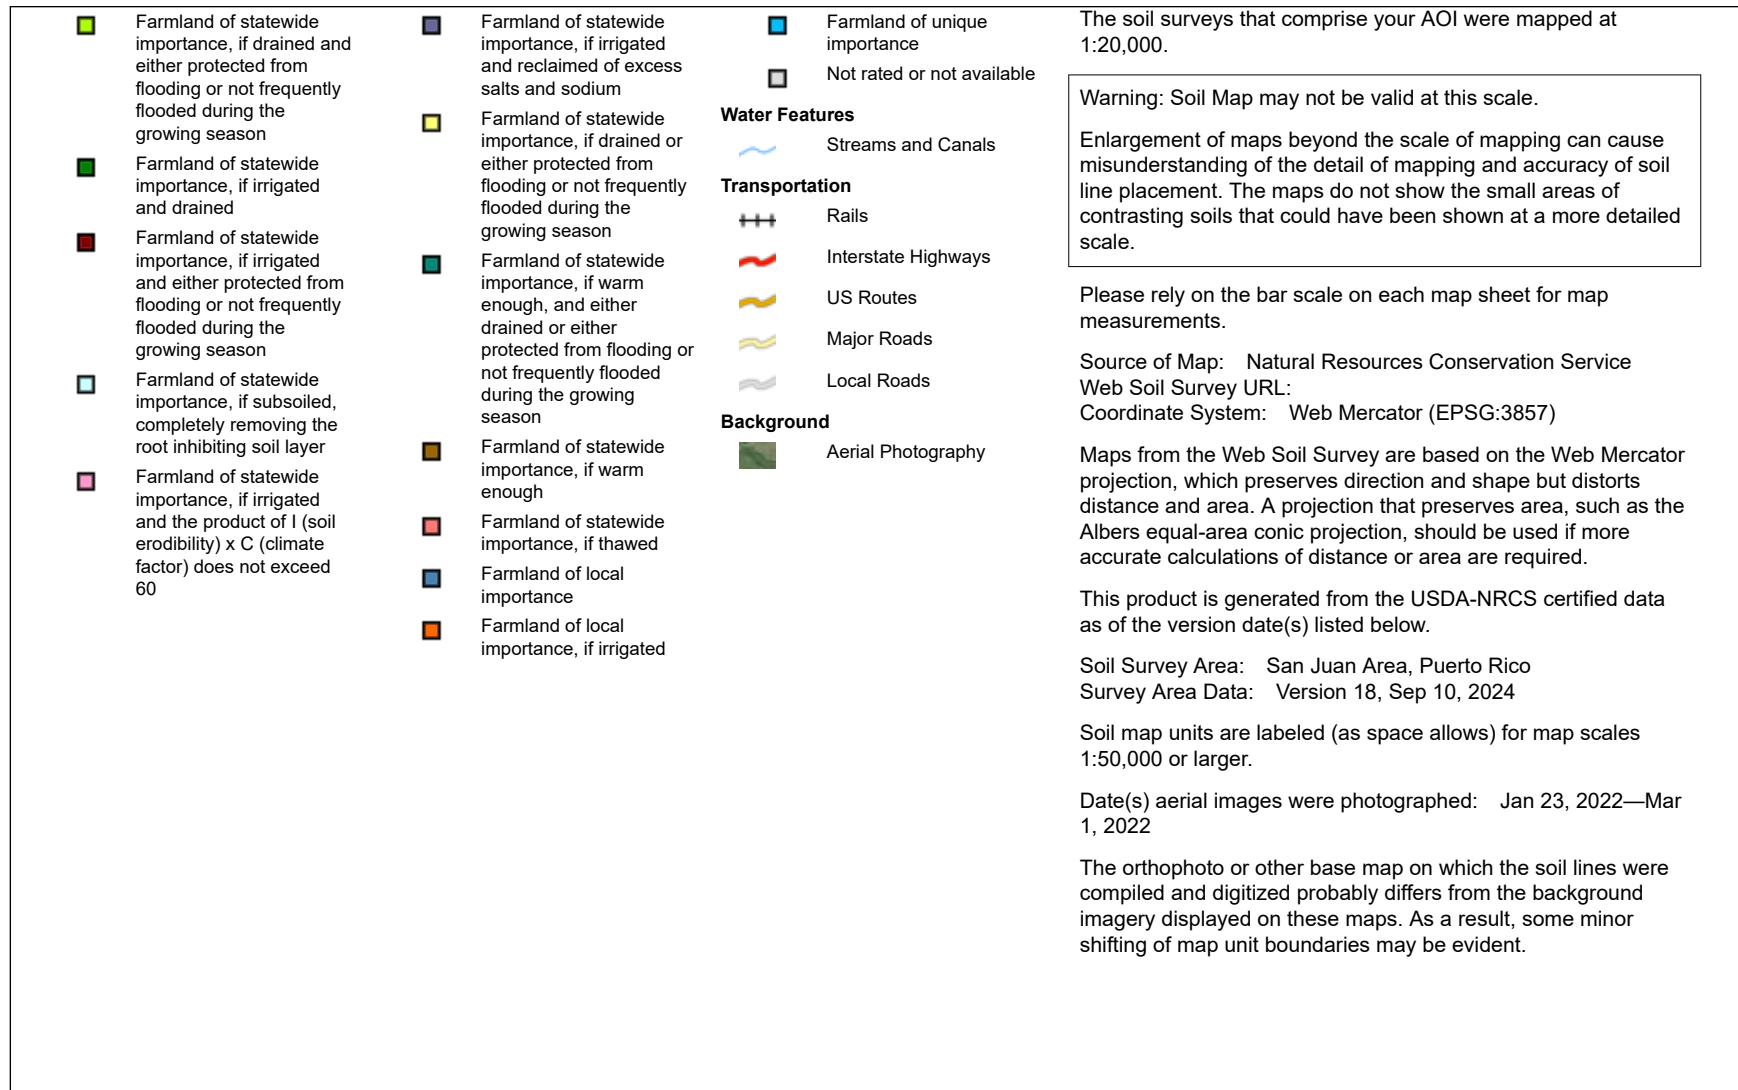 Farmland of statewide
importance, if drained and
either protected from
flooding or not frequently
flooded during the
growing season
Farmland of statewide
importance, if irrigated
and drained
Farmland of statewide
importance, if irrigated
and either protected from
flooding or not frequently
flooded during the
growing season
Farmland of statewide
importance, if subsoiled,
completely removing the
root inhibiting soil layer
Farmland of statewide
importance, if irrigated
and the product of I (soil
erodibility) x C (climate
factor) does not exceed
60
Farmland of statewide
importance, if irrigated
and reclaimed of excess
salts and sodium
Farmland of statewide
importance, if drained or
either protected from
flooding or not frequently
flooded during the
growing season
Farmland of statewide
importance, if warm
enough, and either
drained or either
protected from flooding or
not frequently flooded
during the growing
season
Farmland of statewide
importance, if warm
enough
Farmland of statewide
importance, if thawed
Farmland of local
importance
Farmland of local
importance, if irrigated
Farmland of unique
importance
Not rated or not available
Water Features
Streams and Canals
Transportation
Rails
Interstate Highways
US Routes
Major Roads
Local Roads
Background
Aerial Photography
The soil surveys that comprise your AOI were mapped at
1:20,000.
Warning: Soil Map may not be valid at this scale.
Enlargement of maps beyond the scale of mapping can cause
misunderstanding of the detail of mapping and accuracy of soil
line placement. The maps do not show the small areas of
contrasting soils that could have been shown at a more detailed
scale.
Please rely on the bar scale on each map sheet for map
measurements.
Source of Map: Natural Resources Conservation Service
Web Soil Survey URL:
Coordinate System: Web Mercator (EPSG:3857)
Maps from the Web Soil Survey are based on the Web Mercator
projection, which preserves direction and shape but distorts
distance and area. A projection that preserves area, such as the
Albers equal-area conic projection, should be used if more
accurate calculations of distance or area are required.
This product is generated from the USDA-NRCS certified data
as of the version date(s) listed below.
Soil Survey Area: San Juan Area, Puerto Rico
Survey Area Data: Version 18, Sep 10, 2024
Soil map units are labeled (as space allows) for map scales
1:50,000 or larger.
Date(s) aerial images were photographed: Jan 23, 2022—Mar
1, 2022
The orthophoto or other base map on which the soil lines were
compiled and digitized probably differs from the background
imagery displayed on these maps. As a result, some minor
shifting of map unit boundaries may be evident.